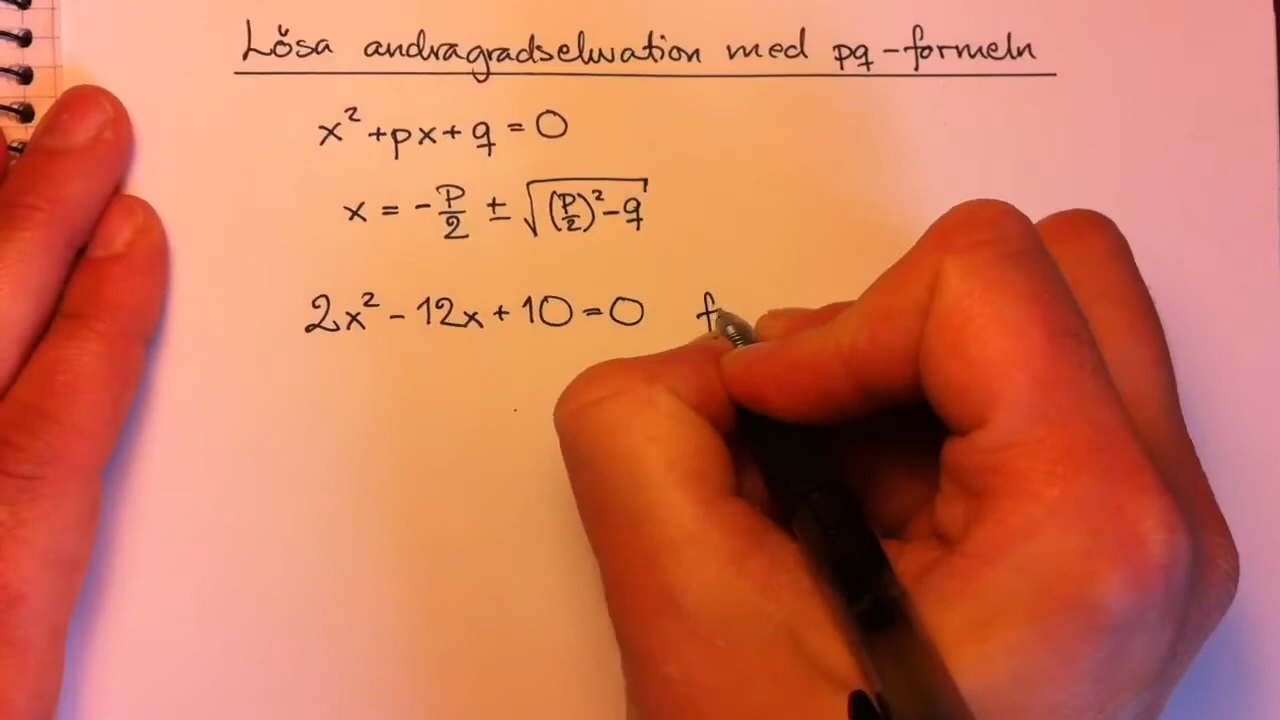 Lösa andragradsekvation med pq-formeln
x² + px + q = 0
x = -p/2 ± √((p/2)² - q)
2x² - 12x + 10 = 0 f